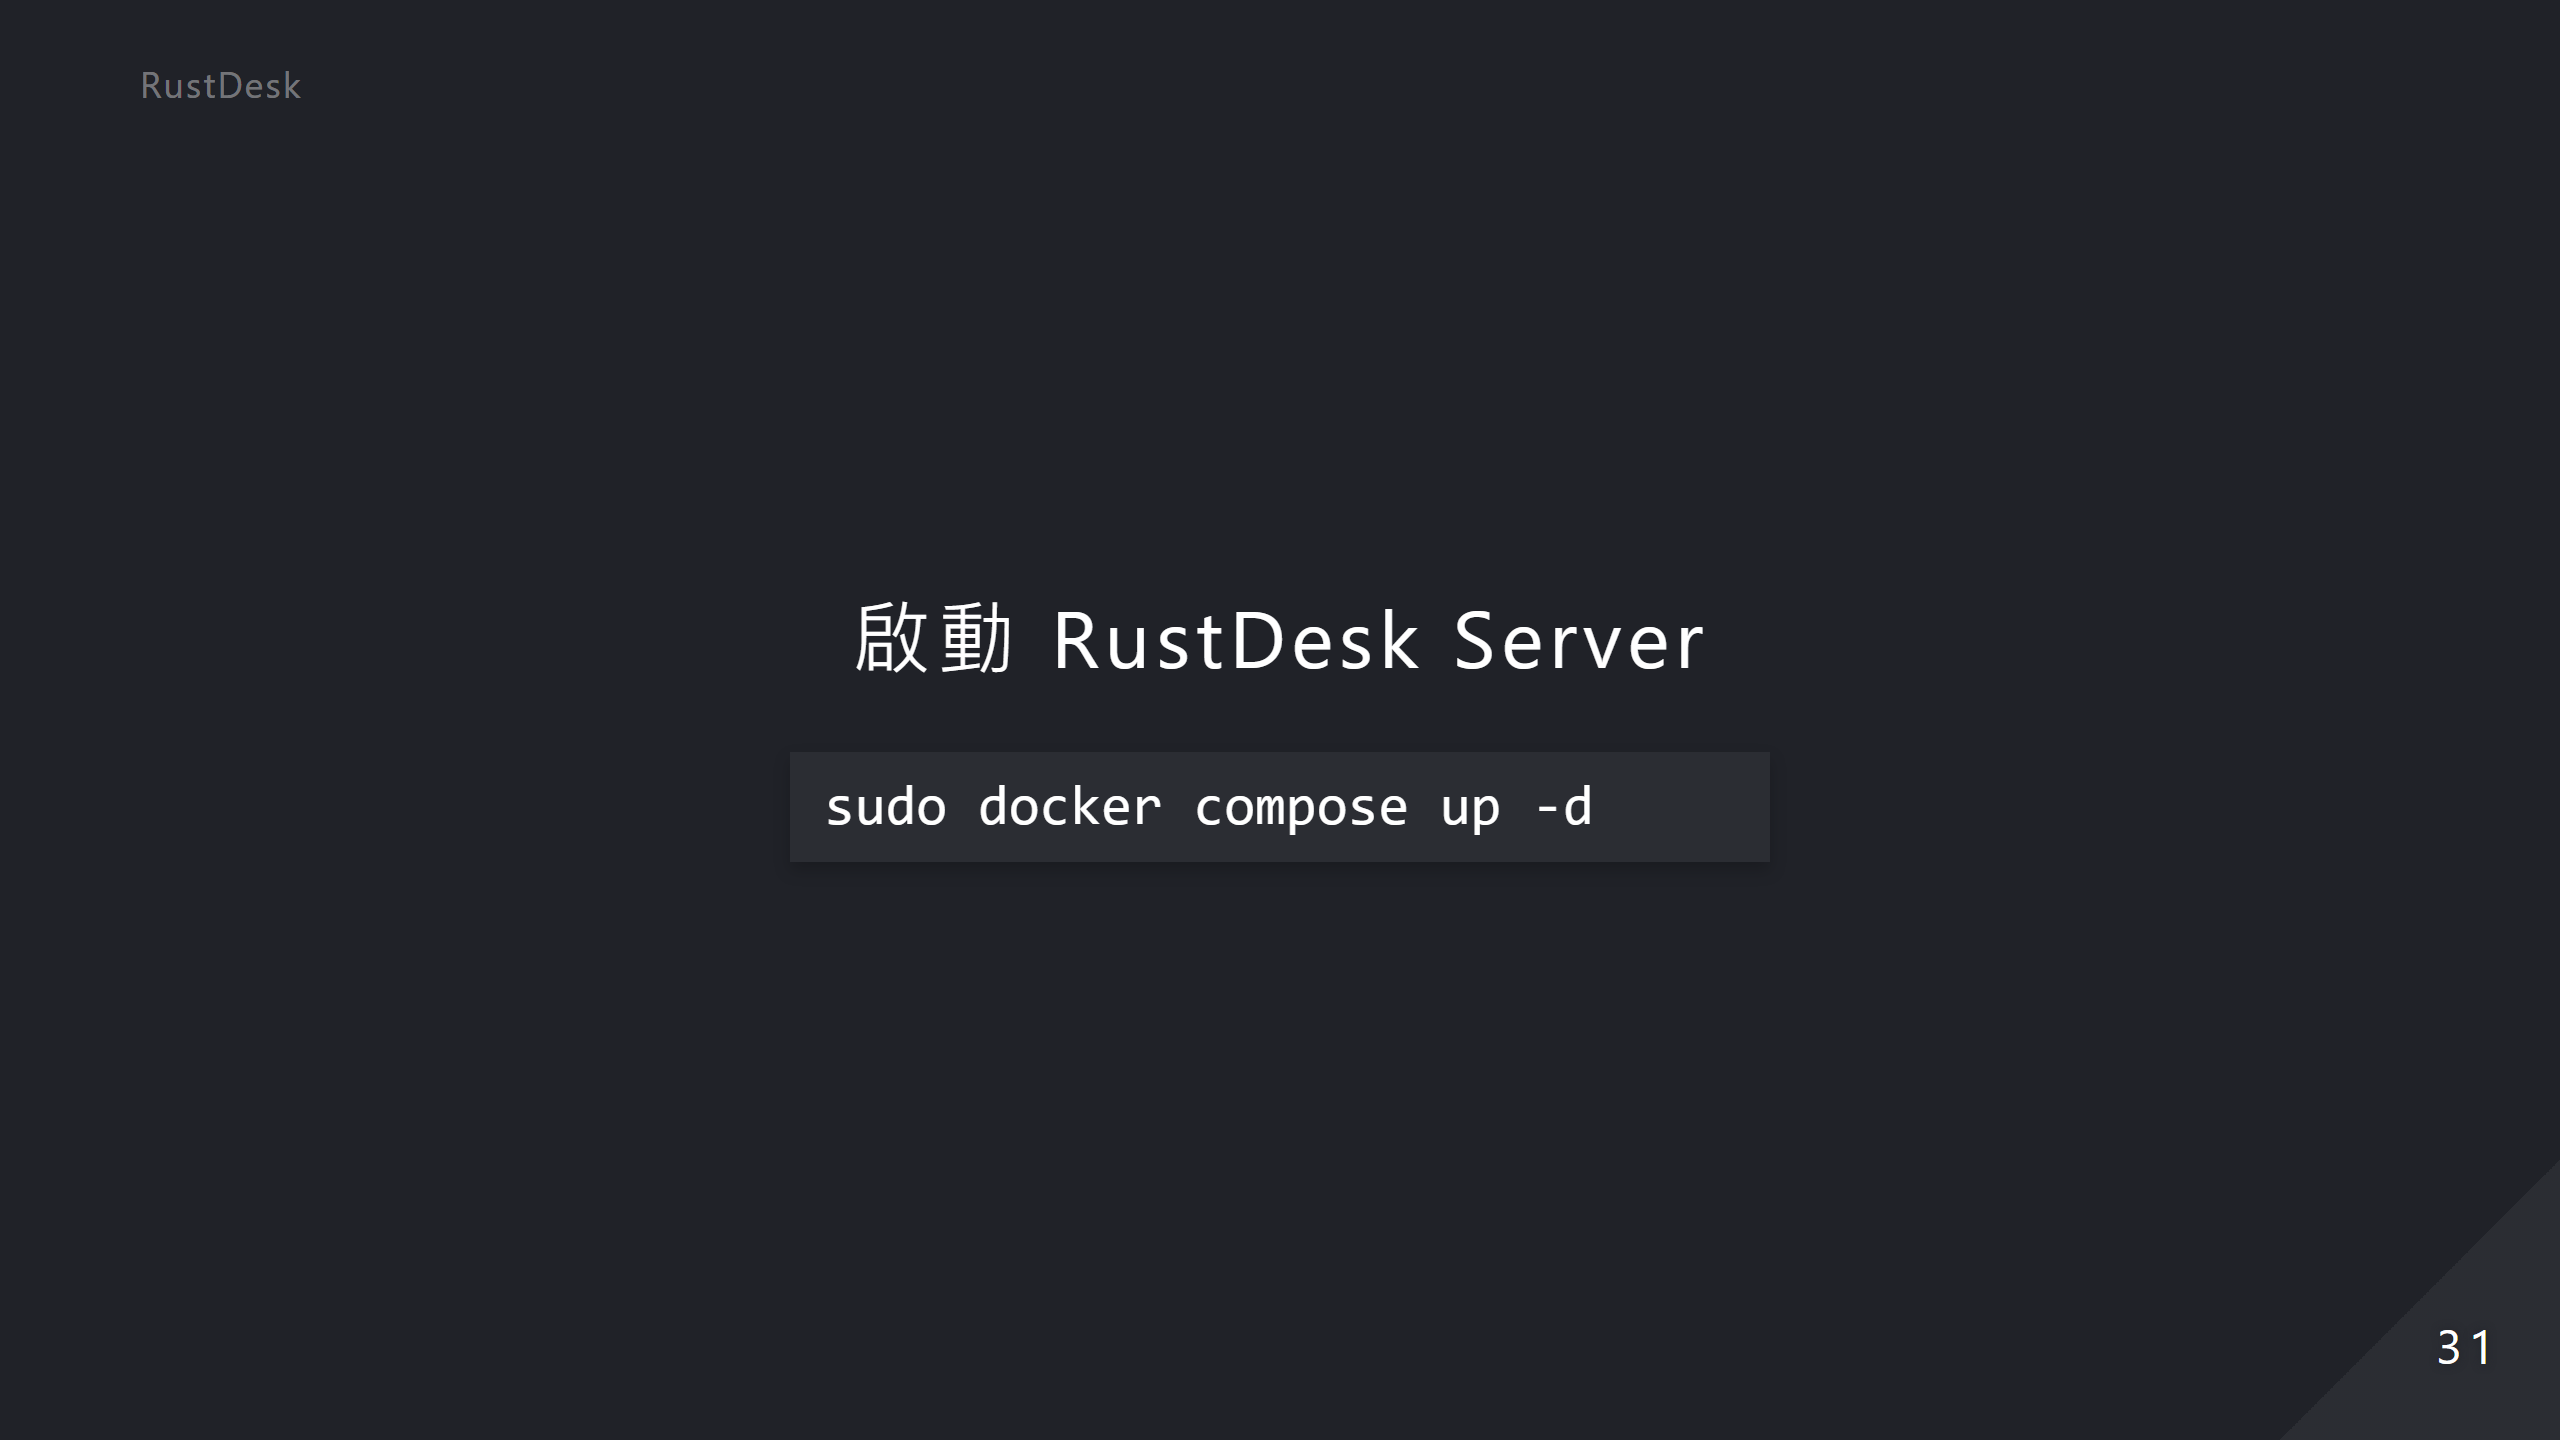 RustDesk
啟動 RustDesk Server
sudo docker compose up -d
31